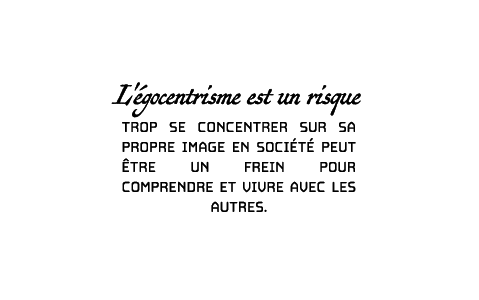 L'égocentrisme est un risque
TROP SE CONCENTRER SUR SA
PROPRE IMAGE EN SOCIÉTÉ PEUT
ÊTRE UN FREIN POUR
COMPRENDRE ET VIVRE AVEC LES
AUTRES.